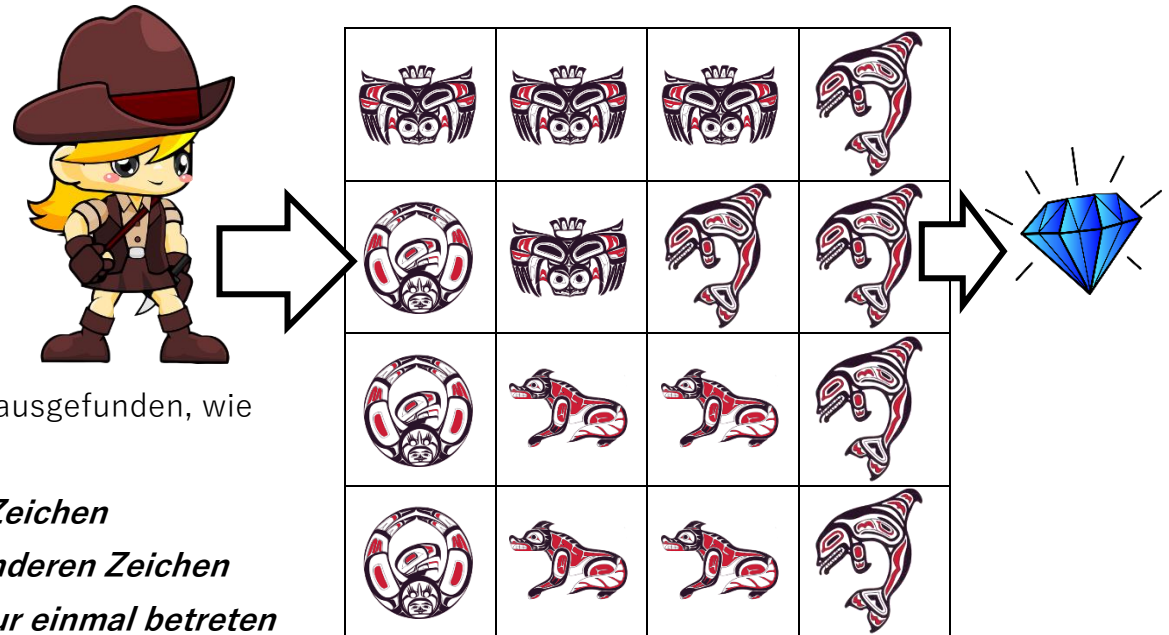 ausgefunden, wie
Zeichen
nderen Zeichen
ur einmal betreten